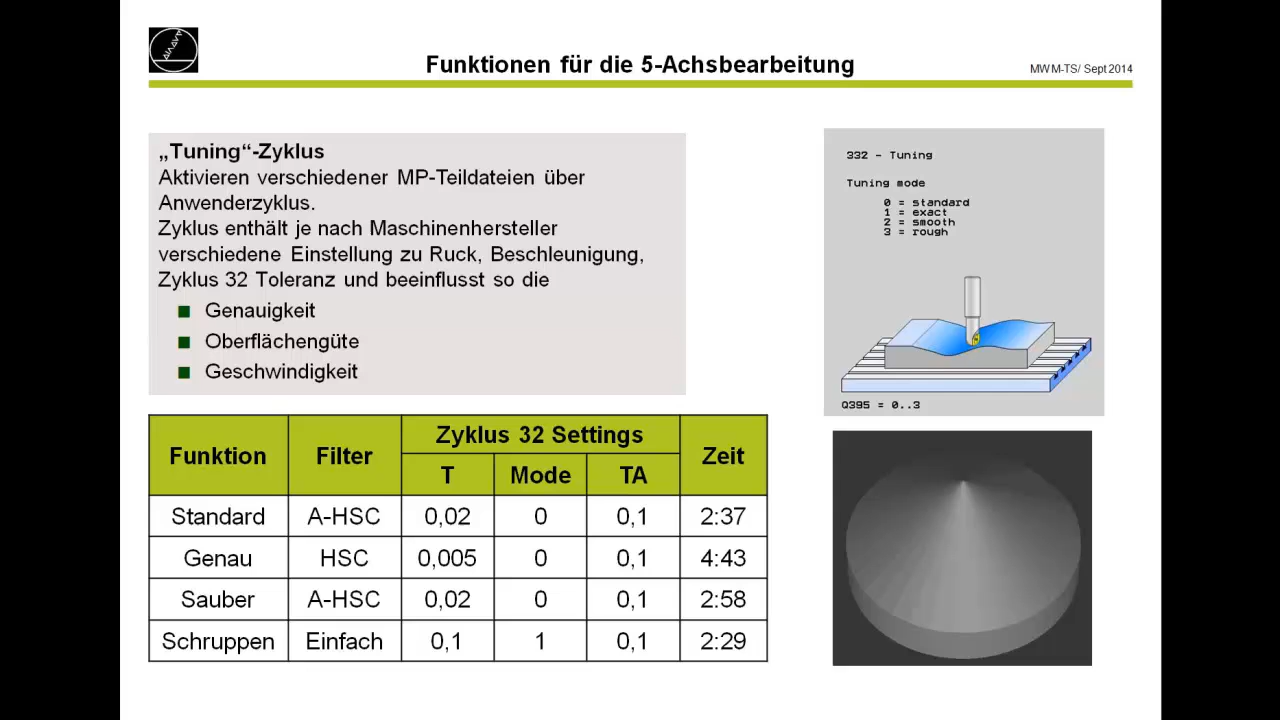 Funktionen für die 5-Achsbearbeitung
MWM-TS/ Sept 2014
„Tuning“-Zyklus
Aktivieren verschiedener MP-Teildateien über
Anwenderzyklus.
Zyklus enthält je nach Maschinenhersteller
verschiedene Einstellung zu Ruck, Beschleunigung,
Zyklus 32 Toleranz und beeinflusst so die
Genauigkeit
Oberflächengüte
Geschwindigkeit
332 - Tuning
Tuning mode
0 = standard
1 = exact
2 = smooth
3 = rough
Q395 = 0..3
Funktion Filter Zyklus 32 Settings Zeit
T Mode TA
Standard A-HSC 0,02 0 0,1 2:37
Genau HSC 0,005 0 0,1 4:43
Sauber A-HSC 0,02 0 0,1 2:58
Schruppen Einfach 0,1 1 0,1 2:29